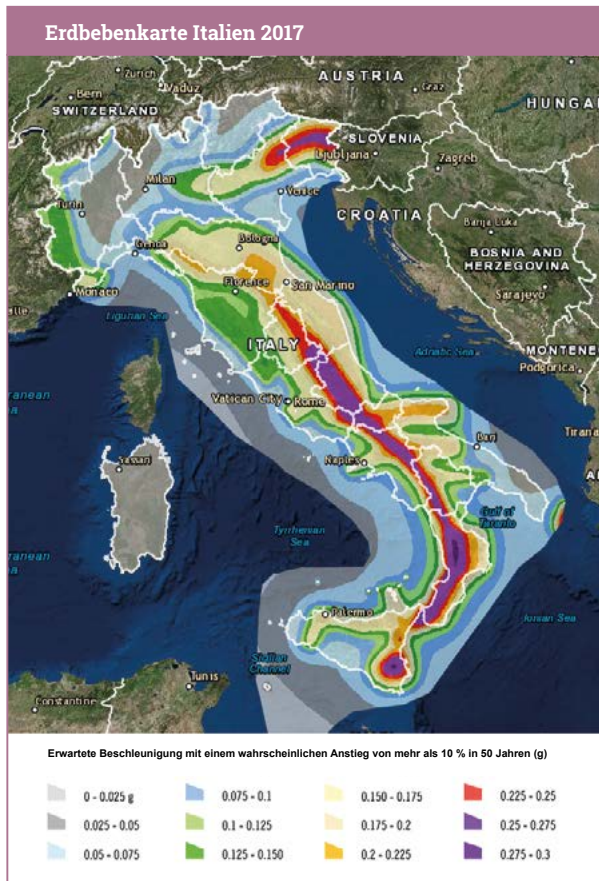 Erdbebenkarte Italien 2017
Zurich
Vaduz
Bern
AUSTRIA
Graz
SWITZERLAND
HUNGA
SLOVENIA
Ljubljana
Zagreb
Milan
Venice
Turin
CROATIA
Banja Luka
Genoa
Bologna
BOSNIA AND
HERZEGOVINA
Florence
San Marino
Monaco
Sarajevo
Ligurian Sea
ITALY
Adriatic Sea
MONTENE
Podgorica
Vatican City
Rome
Tiran
Bari
Naples
Sassari
Gulf of
Taranto
Tyrrhenian
Sea
Palermo
Ionian Sea
Sicilian
Channel
Tunis
Constantine
Erwartete Beschleunigung mit einem wahrscheinlichen Anstieg von mehr als 10 % in 50 Jahren (g)
0 - 0.025 g
0.075 - 0.1
0.150 - 0.175
0.225 - 0.25
0.025 - 0.05
0.1 - 0.125
0.175 - 0.2
0.25 - 0.275
0.05 - 0.075
0.125 - 0.150
0.2 - 0.225
0.275 - 0.3